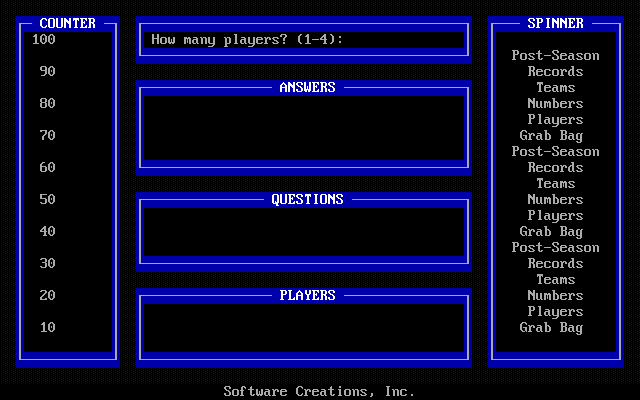 COUNTER
100
90
80
70
60
50
40
30
20
10
How many players? (1-4):
ANSWERS
QUESTIONS
PLAYERS
SPINNER
Post-Season
Records
Teams
Numbers
Players
Grab Bag
Post-Season
Records
Teams
Numbers
Players
Grab Bag
Post-Season
Records
Teams
Numbers
Players
Grab Bag
Software Creations, Inc.